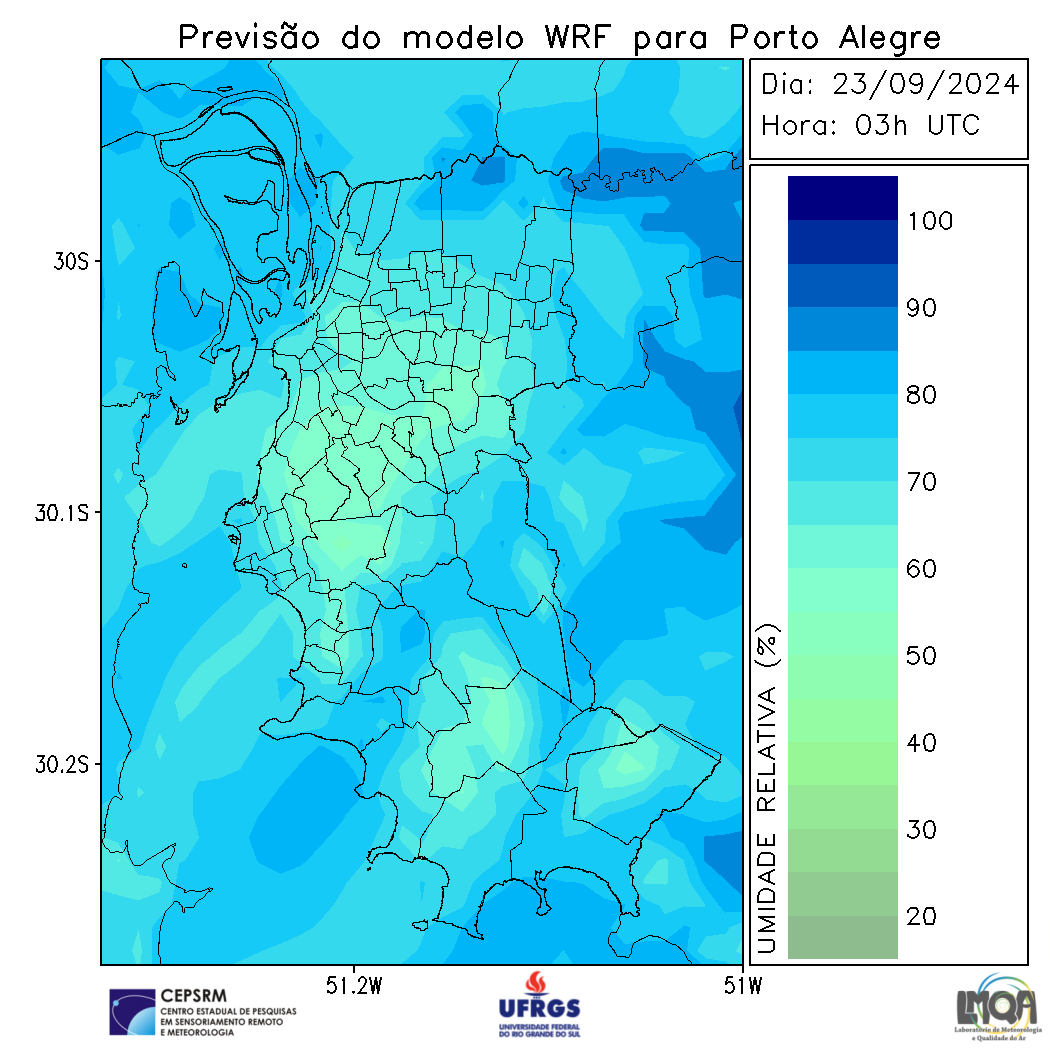 Previsão do modelo WRF para Porto Alegre
Dia: 23/09/2024
Hora: 03h UTC
100
90
80
70
60
50
40
30
20
UMIDADE RELATIVA (%)
30S
30.1S
30.2S
51.2W
51W
CEPSRM
CENTRO ESTADUAL DE PESQUISAS
EM SENSORIAMENTO REMOTO
E METEOROLOGIA
UFRGS
UNIVERSIDADE FEDERAL
DO RIO GRANDE DO SUL
LMQA
Laboratório de Meteorologia
e Qualidade do Ar